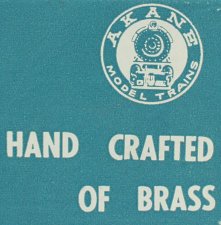 AKANE
MODEL TRAINS
HAND CRAFTED
OF BRASS